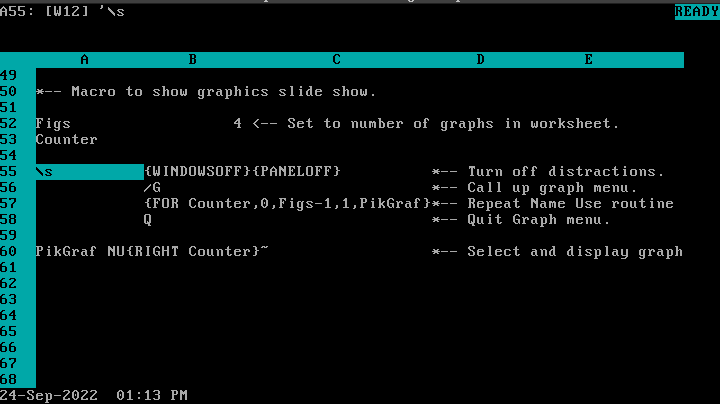 A55: [W12] '\s READY
A B C D E
49
50 *-- Macro to show graphics slide show.
51
52 Figs 4 <-- Set to number of graphs in worksheet.
53 Counter
54
55 \s {WINDOWSOFF}{PANELOFF} *-- Turn off distractions.
56 /G *-- Call up graph menu.
57 {FOR Counter,0,Figs-1,1,PikGraf}*-- Repeat Name Use routine
58 Q *-- Quit Graph menu.
59
60 PikGraf NU{RIGHT Counter}~ *-- Select and display graph
61
62
63
64
65
66
67
68
24-Sep-2022 01:13 PM